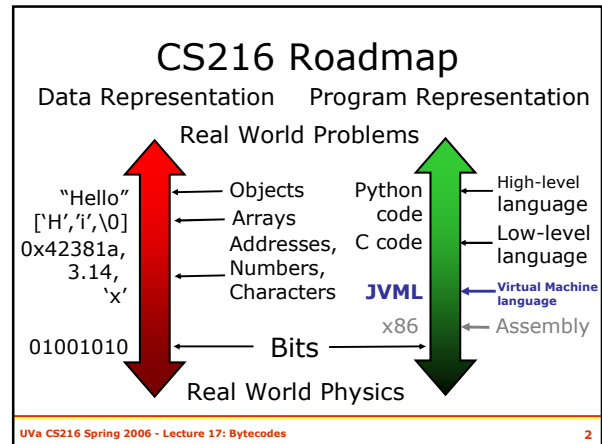 CS216 Roadmap
Data Representation Program Representation
Real World Problems
“Hello”
[‘H’,’i’,\0]
0x42381a,
3.14,
‘x’
01001010
Objects
Arrays
Addresses,
Numbers,
Characters
Bits
Python
code
C code
JVML
x86
High-level
language
Low-level
language
Virtual Machine
language
Assembly
Real World Physics
UVa CS216 Spring 2006 - Lecture 17: Bytecodes
2